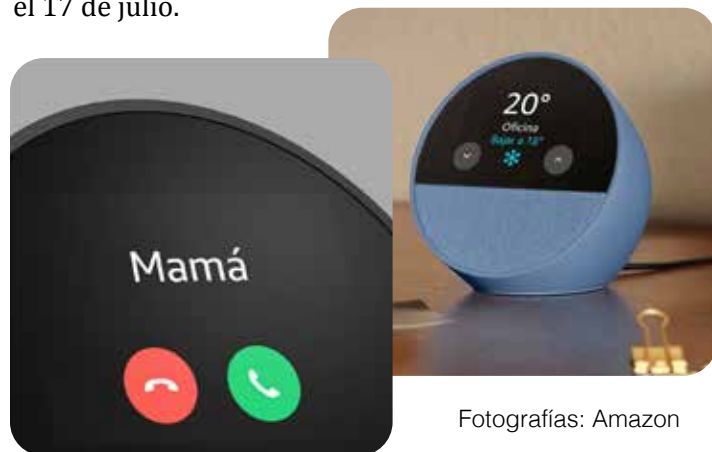 el 17 de julio.
20°
Oficina
Bajar a 18°
Mamá
Fotografías: Amazon